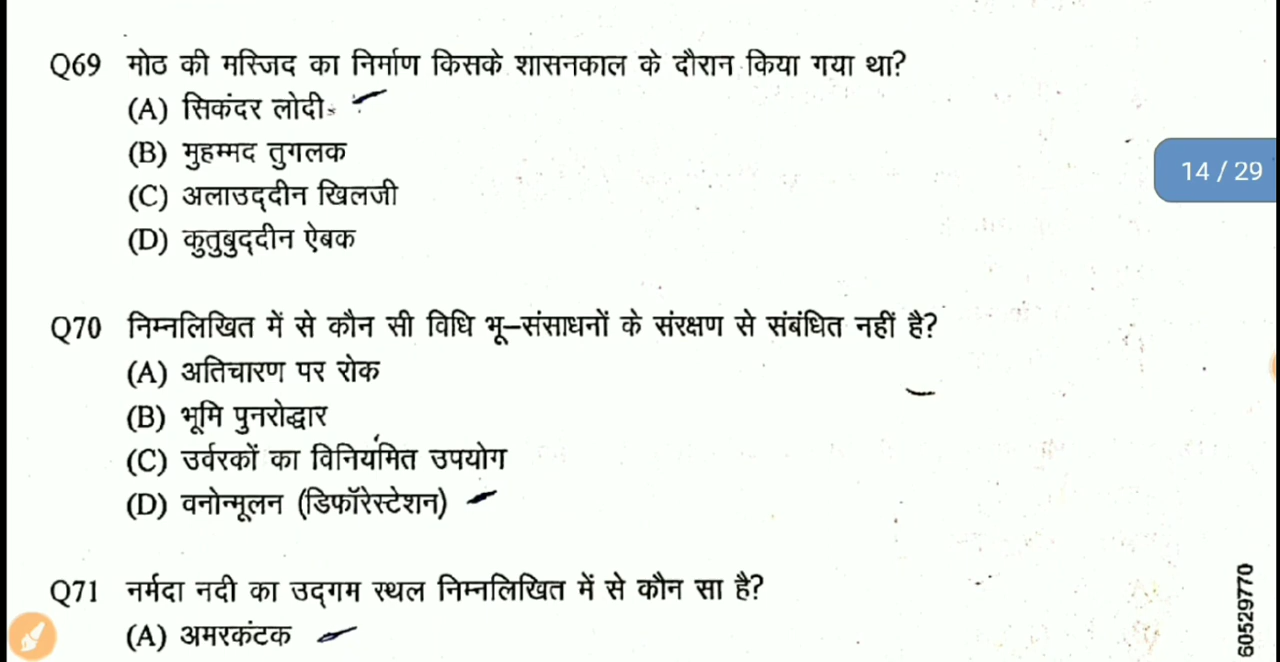 Q69 मोठ की मस्जिद का निर्माण किसके शासनकाल के दौरान किया गया था?
(A) सिकंदर लोदी
(B) मुहम्मद तुगलक
(C) अलाउद्दीन खिलजी
(D) कुतुबुद्दीन ऐबक
14 / 29
Q70 निम्नलिखित में से कौन सी विधि भू-संसाधनों के संरक्षण से संबंधित नहीं है?
(A) अतिचारण पर रोक
(B) भूमि पुनरोद्धार
(C) उर्वरकों का विनियमित उपयोग
(D) वनोन्मूलन (डिफॉरेस्टेशन)
Q71 नर्मदा नदी का उद्गम स्थल निम्नलिखित में से कौन सा है?
(A) अमरकंटक
60529770